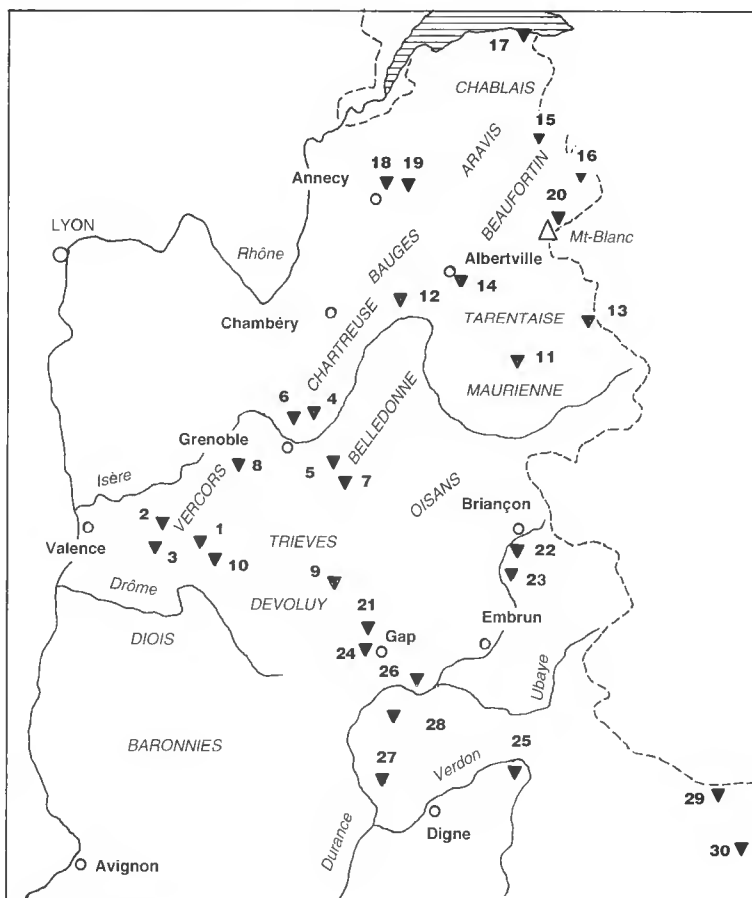 17
CHABLAIS
15
ARAVIS
16
18 19
Annecy
BEAUFORTIN
20
LYON
Mt-Blanc
Rhône
BAUGES
Albertville
14
12
13
Chambéry
TARENTAISE
CHARTREUSE
11
MAURIENNE
6 4
BELLEDONNE
Grenoble
8
5
7
Isère
VERCORS
OISANS
Briançon
2
1
Valence
TRIEVES
22
3
10
23
9
Drôme
DEVOLUY
21
Embrun
DIOIS
Gap
24
26
Ubaye
28
BARONNIES
27
Verdon
25
29
Durance
Digne
30
Avignon